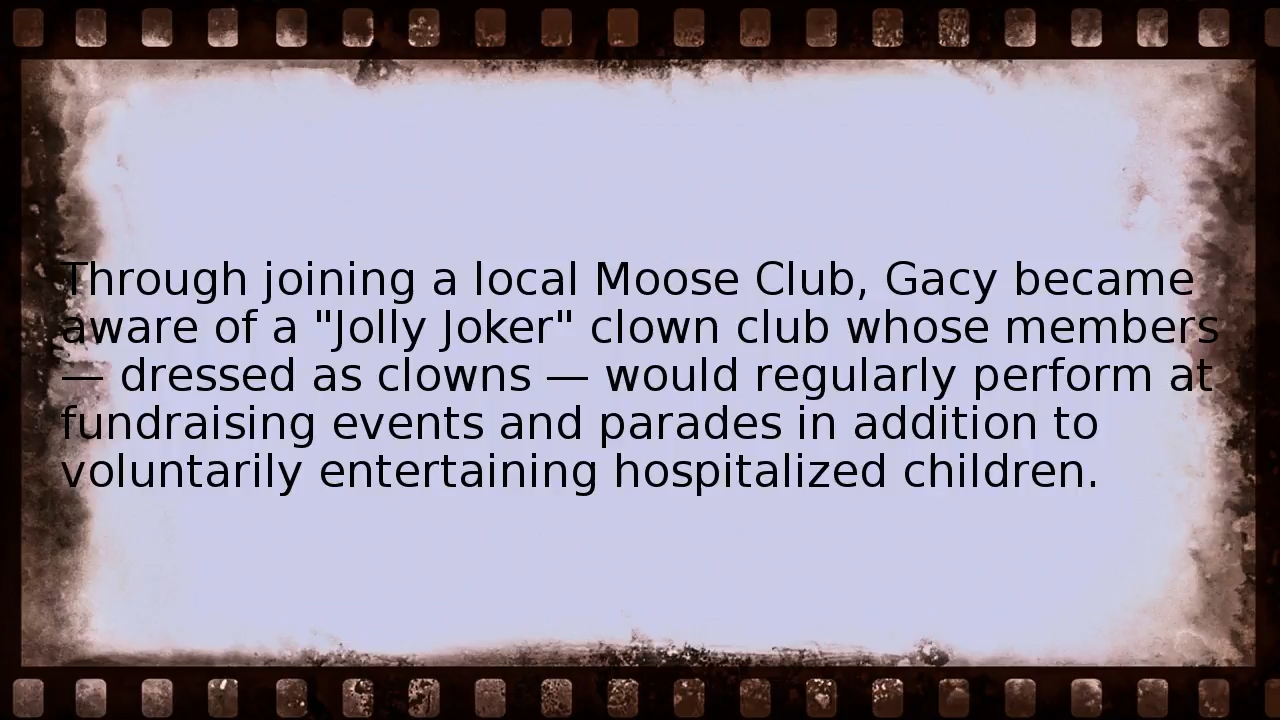 Through joining a local Moose Club, Gacy became
aware of a "Jolly Joker" clown club whose members
— dressed as clowns — would regularly perform at
fundraising events and parades in addition to
voluntarily entertaining hospitalized children.